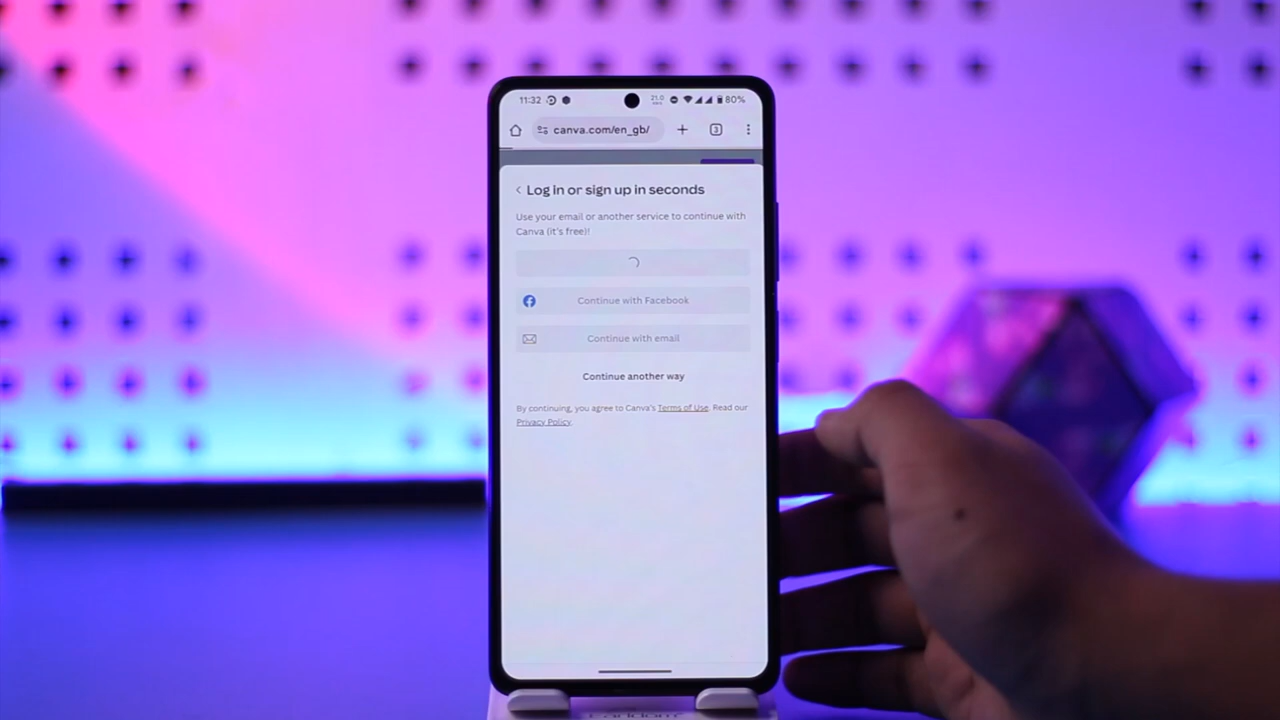 11:32
21.0
80%
canva.com/en_gb/
3
Log in or sign up in seconds
Use your email or another service to continue with
Canva (it's free)!
Continue with Facebook
Continue with email
Continue another way
By continuing, you agree to Canva's Terms of Use. Read our
Privacy Policy.